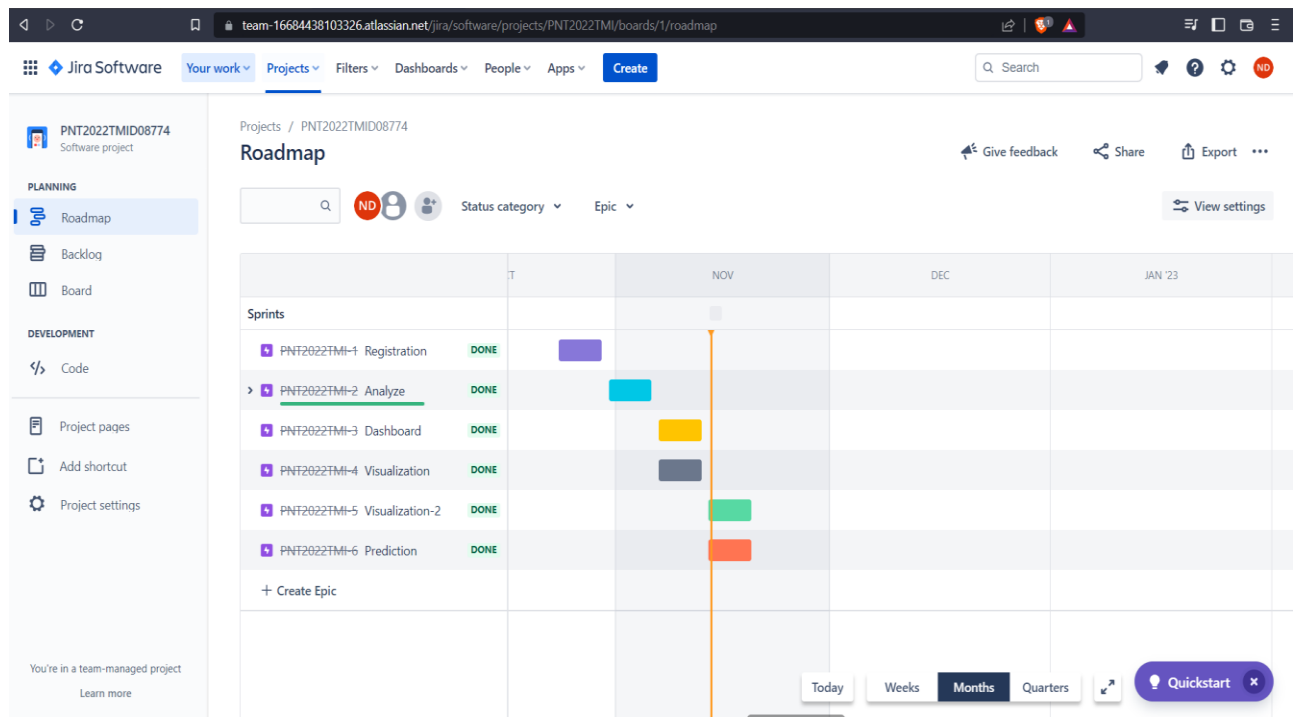 team-16684438103326.atlassian.net/jira/software/projects/PNT2022TMI/boards/1/roadmap
Jira Software Your work Projects Filters Dashboards People Apps Create Search ND
PNT2022TMID08774
Software project
PLANNING
Roadmap
Backlog
Board
DEVELOPMENT
Code
Project pages
Add shortcut
Project settings
You're in a team-managed project
Learn more
Projects / PNT2022TMID08774
Roadmap
Give feedback Share Export
ND Status category Epic View settings
T NOV DEC JAN '23
Sprints
PNT2022TMI-1 Registration DONE
PNT2022TMI-2 Analyze DONE
PNT2022TMI-3 Dashboard DONE
PNT2022TMI-4 Visualization DONE
PNT2022TMI-5 Visualization-2 DONE
PNT2022TMI-6 Prediction DONE
+ Create Epic
Today Weeks Months Quarters Quickstart